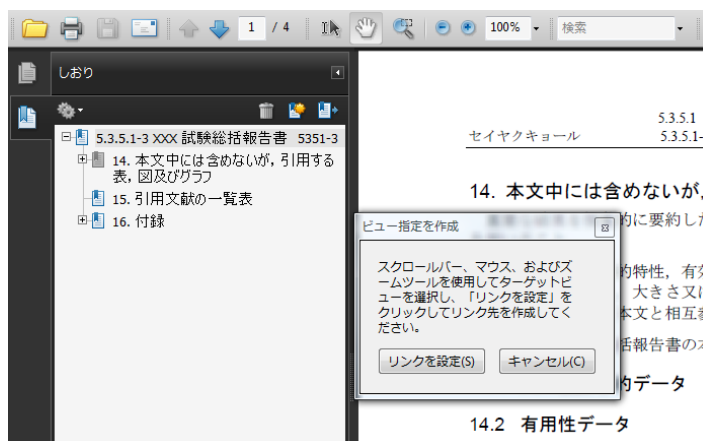 1 / 4
100%
検索
しおり
5.3.5.1-3 XXX 試験総括報告書 5351-3
14. 本文中には含めないが, 引用する
表, 図及びグラフ
15. 引用文献の一覧表
16. 付録
5.3.5.1
セイヤクキョール 5.3.5.1-
14. 本文中には含めないが,
的に要約した
ビュー指定を作成
スクロールバー、マウス、およびズ
ームツールを使用してターゲットビ
ューを選択し、「リンクを設定」を
クリックしてリンク先を作成してく
ださい。
リンクを設定(S) キャンセル(C)
的特性, 有効
大きさ又は
本文と相互参
括報告書の本
的データ
14.2 有用性データ